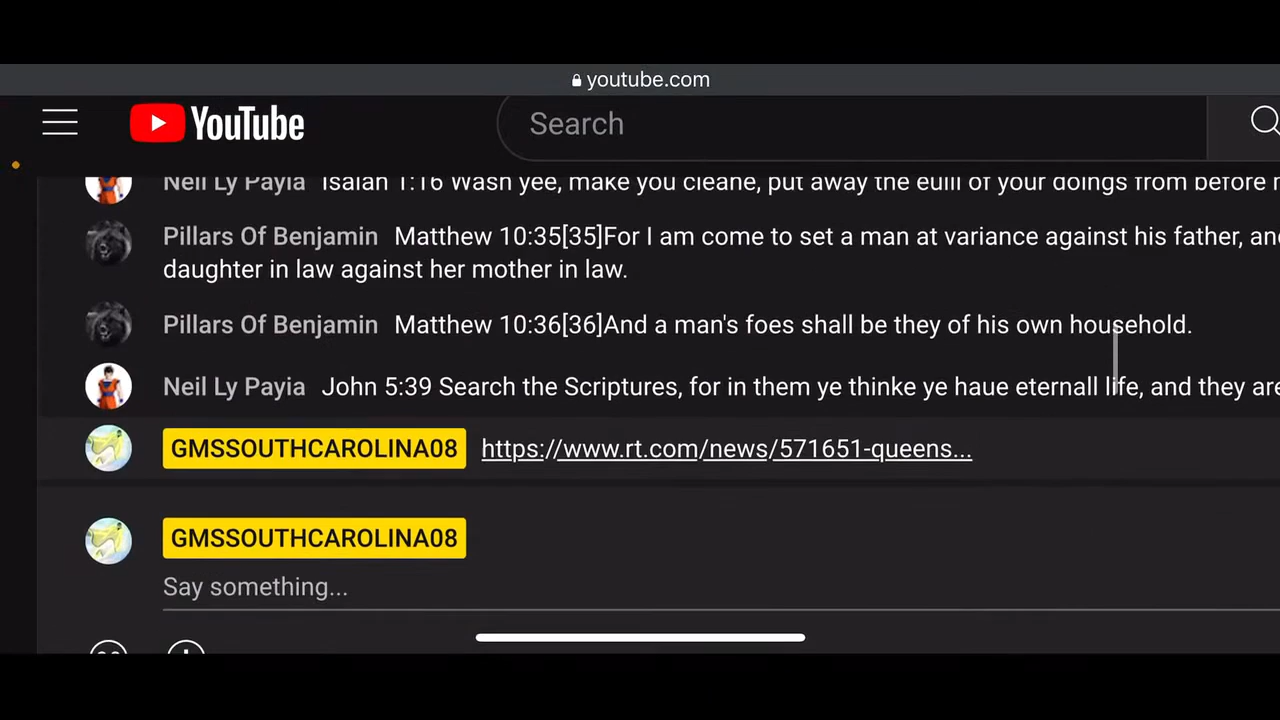 youtube.com
YouTube
Search
Neil Ly Payia Isaiah 1:16 Wash yee, make you cleane, put away the euill of your doings from before
Pillars Of Benjamin Matthew 10:35[35]For I am come to set a man at variance against his father, and
daughter in law against her mother in law.
Pillars Of Benjamin Matthew 10:36[36]And a man's foes shall be they of his own household.
Neil Ly Payia John 5:39 Search the Scriptures, for in them ye thinke ye haue eternall life, and they are
GMSSOUTHCAROLINA08 https://www.rt.com/news/571651-queens...
GMSSOUTHCAROLINA08
Say something...